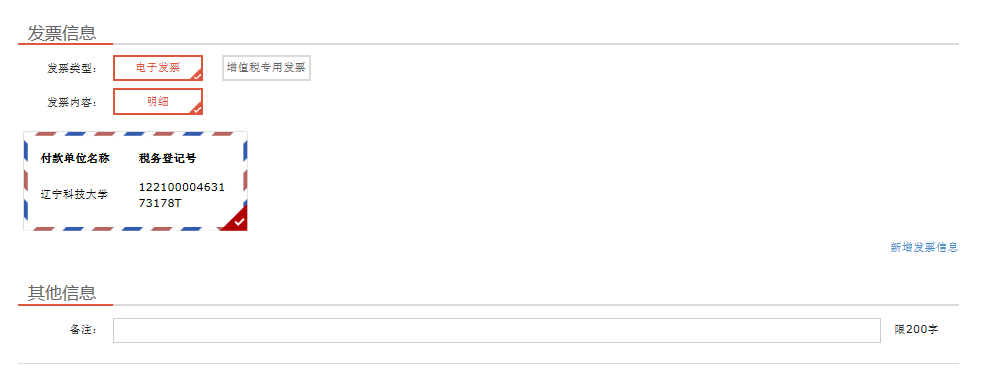 发票信息
发票类型： 电子发票 增值税专用发票
发票内容： 明细
付款单位名称 税务登记号
辽宁科技大学 122100004631
73178T
新增发票信息
其他信息
备注： 限200字